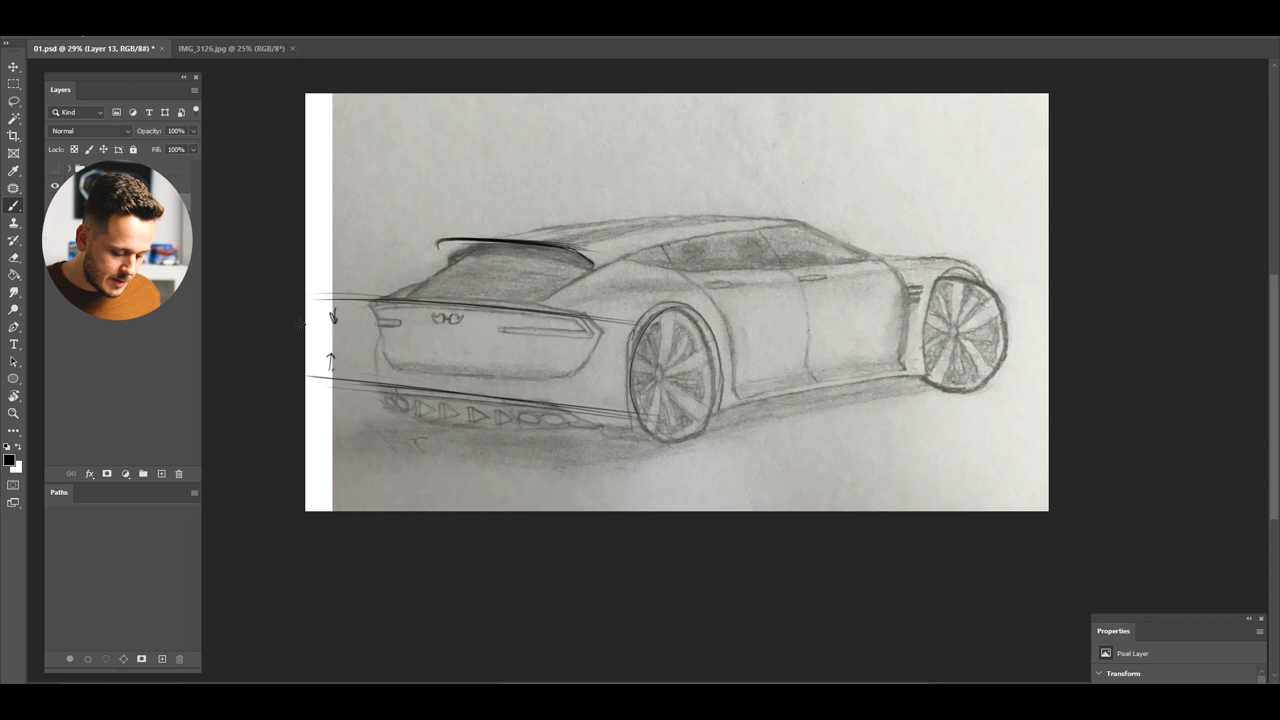 01.psd @ 29% (Layer 13, RGB/8#) * × IMG_3126.jpg @ 25% (RGB/8*) ×
Layers
Kind
Normal Opacity: 100%
Lock: Fill: 100%
Paths
Properties
Pixel Layer
Transform